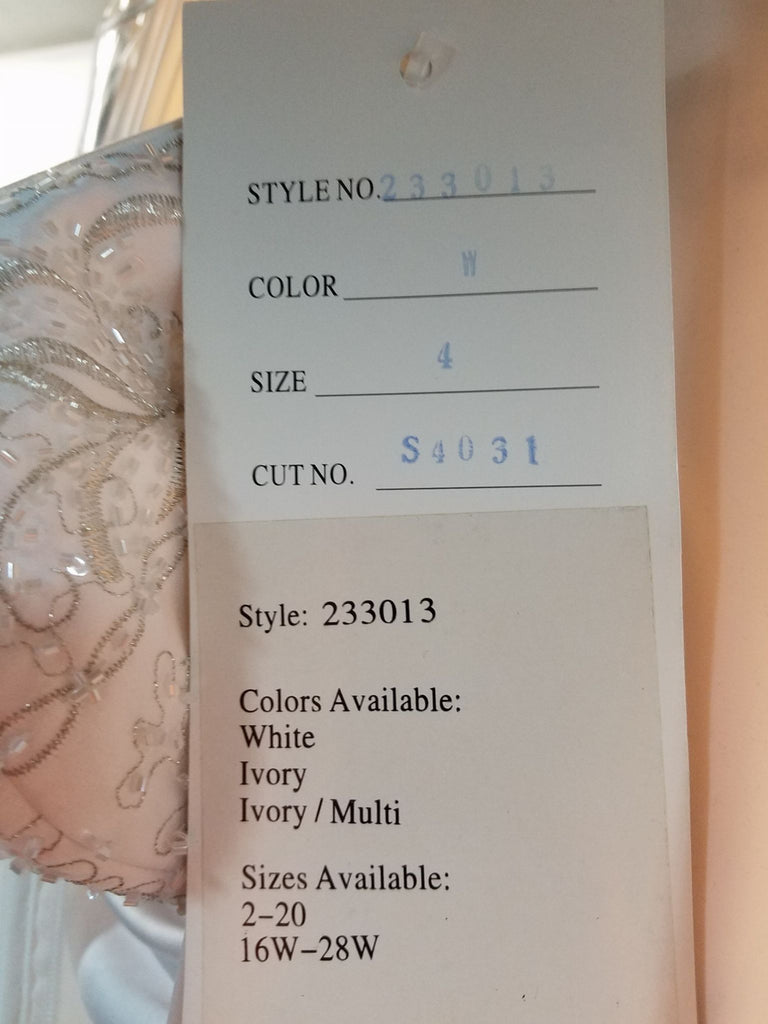 STYLE NO. 233013
COLOR W
SIZE 4
CUT NO. S4031
Style: 233013
Colors Available:
White
Ivory
Ivory / Multi
Sizes Available:
2–20
16W–28W